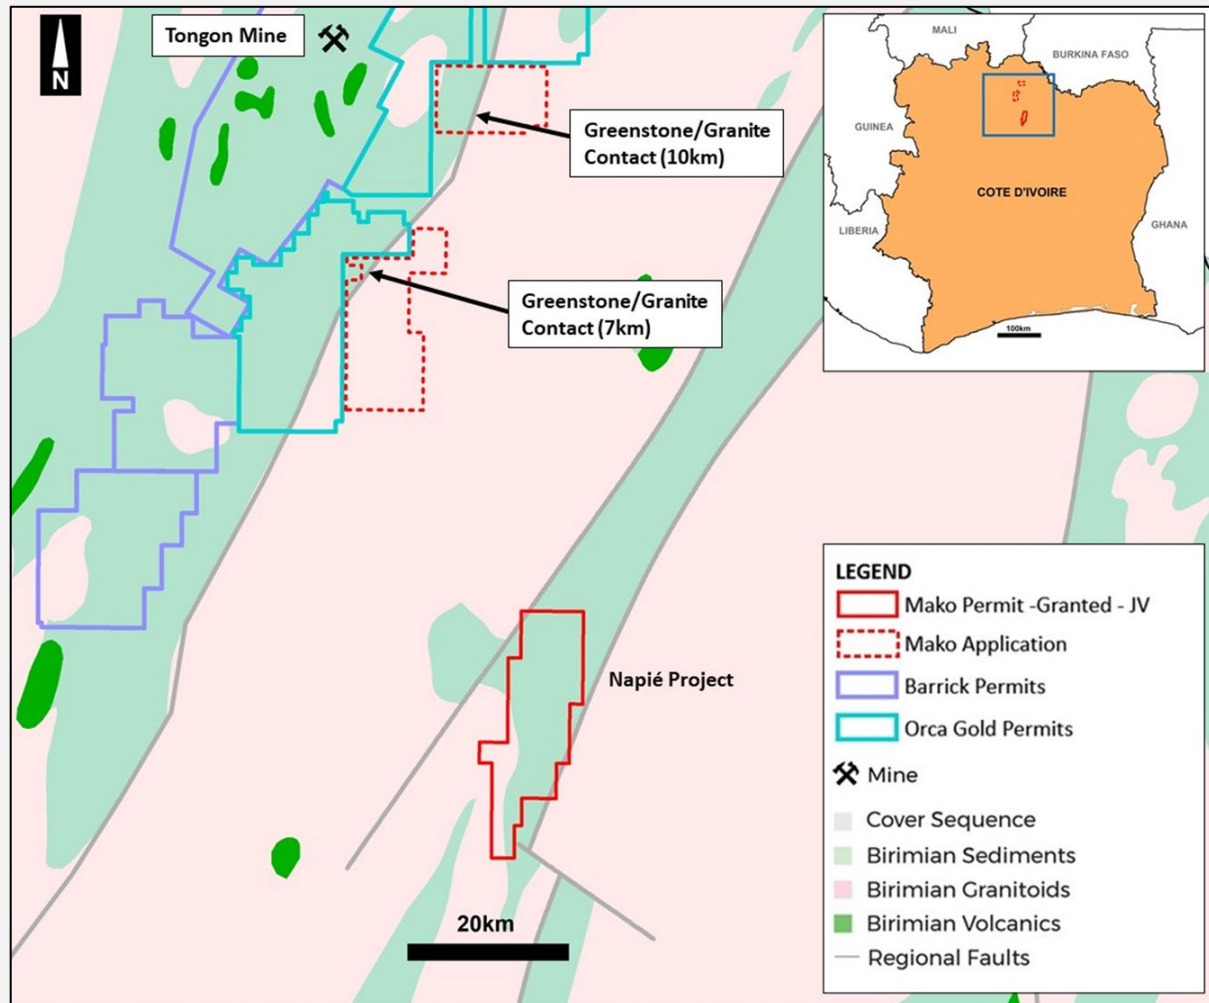 N
Tongon Mine
Greenstone/Granite
Contact (10km)
Greenstone/Granite
Contact (7km)
MALI
BURKINA FASO
GUINEA
COTE D'IVOIRE
LIBERIA
GHANA
100km
Napié Project
20km
LEGEND
Mako Permit -Granted - JV
Mako Application
Barrick Permits
Orca Gold Permits
Mine
Cover Sequence
Birimian Sediments
Birimian Granitoids
Birimian Volcanics
Regional Faults